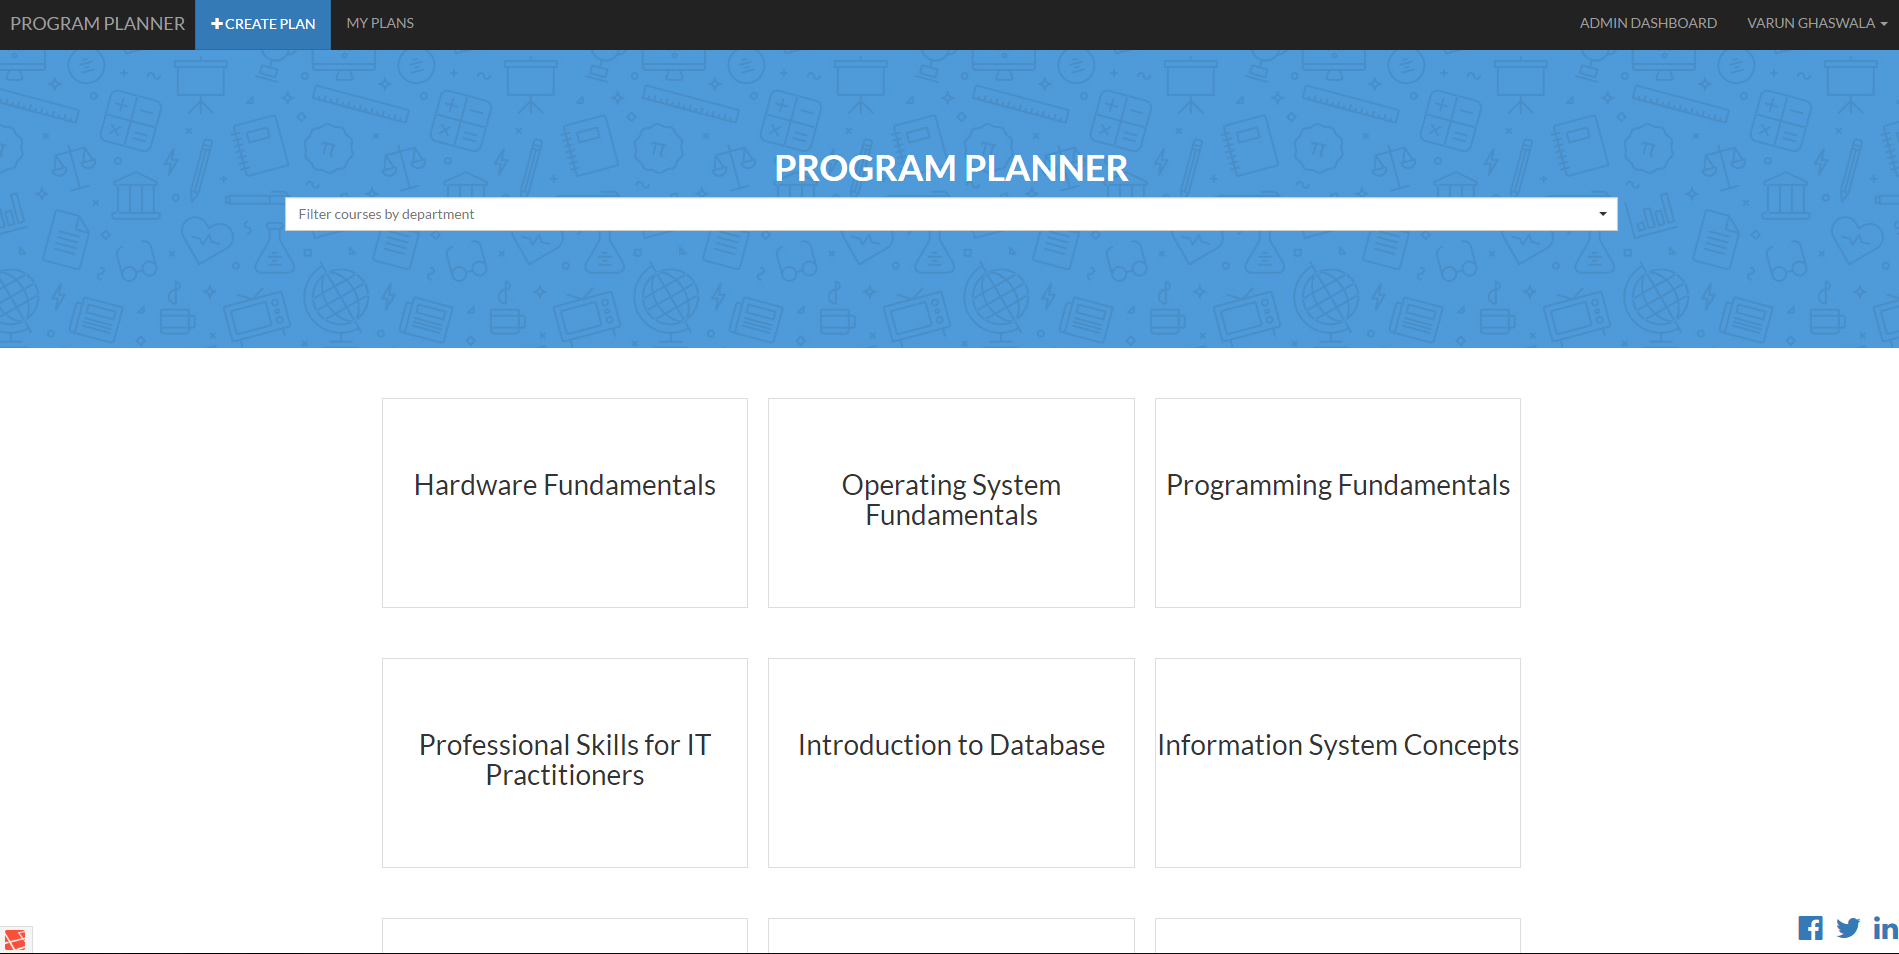 PROGRAM PLANNER
CREATE PLAN
MY PLANS
ADMIN DASHBOARD
VARUN GHASWALA
PROGRAM PLANNER
Filter courses by department
Hardware Fundamentals
Operating System
Fundamentals
Programming Fundamentals
Professional Skills for IT
Practitioners
Introduction to Database
Information System Concepts